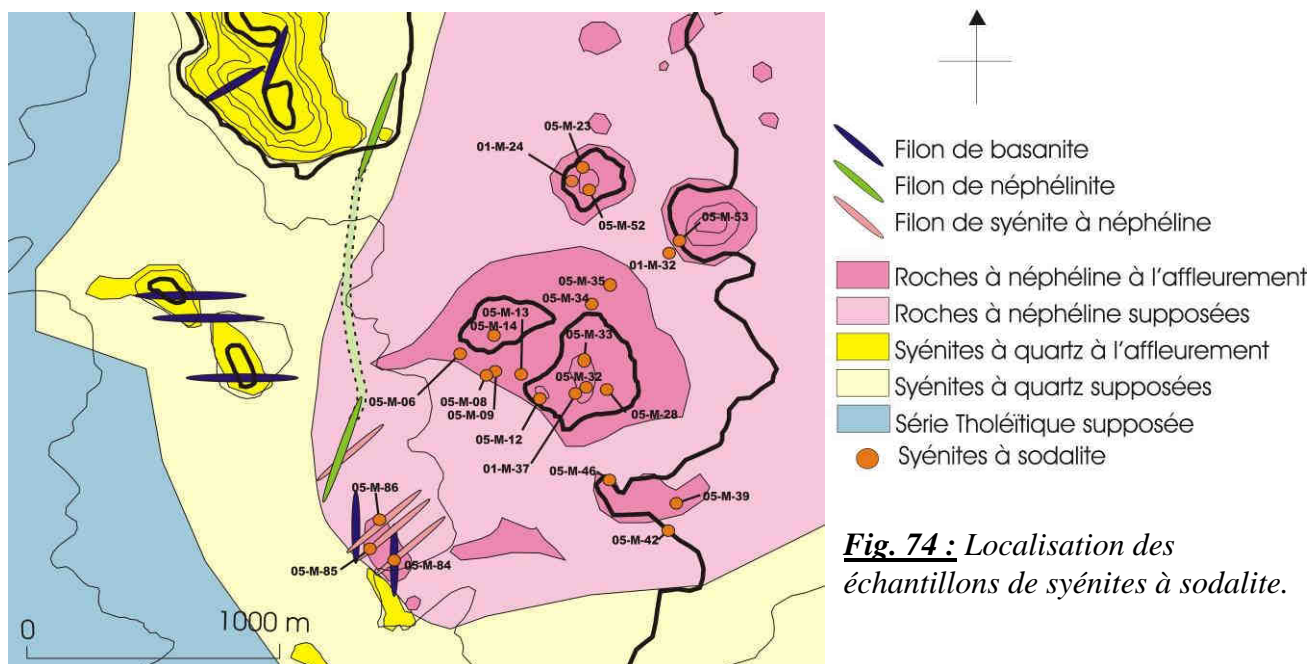 05-M-23
01-M-24
05-M-52
05-M-53
01-M-32
05-M-35
05-M-34
05-M-13
05-M-14
05-M-33
05-M-32
05-M-06
05-M-08
05-M-09
05-M-28
05-M-12
01-M-37
05-M-46
05-M-39
05-M-86
05-M-42
05-M-85
05-M-84
0
1000 m
Filon de basanite
Filon de néphélinite
Filon de syénite à néphéline
Roches à néphéline à l'affleurement
Roches à néphéline supposées
Syénites à quartz à l'affleurement
Syénites à quartz supposées
Série Tholéïtique supposée
Syénites à sodalite
Fig. 74 : Localisation des
échantillons de syénites à sodalite.